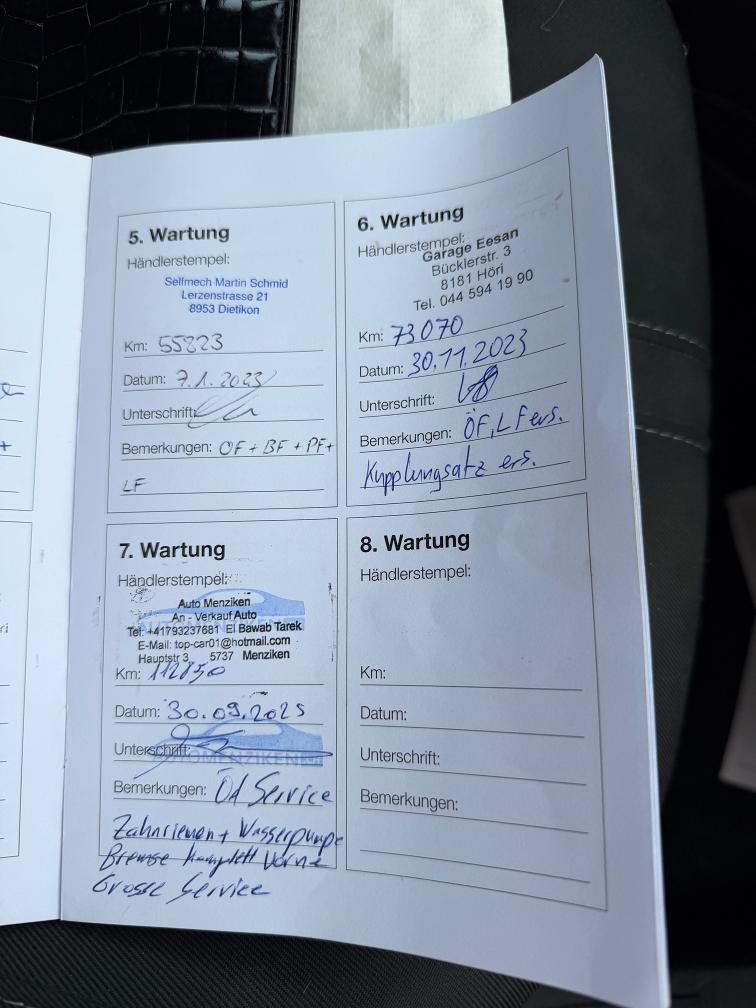 5. Wartung
Händlerstempel:
Selfmech Martin Schmid
Lerzenstrasse 21
8953 Dietikon
Km: 55823
Datum: 7.1.2023
Unterschrift:
Bemerkungen: ÖF + BF + PF +
LF
6. Wartung
Händlerstempel:
Garage Eesan
Bücklerstr. 3
8181 Höri
Tel. 044 594 19 90
Km: 73070
Datum: 30.11.2023
Unterschrift:
Bemerkungen: ÖF, LF ers.
Kupplungsatz ers.
7. Wartung
Händlerstempel:
Auto Menziken
An - Verkauf Auto
Tel: +41793237681 El Bawab Tarek
E-Mail: top-car01@hotmail.com
Hauptstr 3 5737 Menziken
Km: 112850
Datum: 30.09.2025
Unterschrift:
AUTOMENZIKEN
Bemerkungen: Öl Service
Zahnriemen + Wasserpumpe
Bremse komplett Vorne
Grosse Service
8. Wartung
Händlerstempel:
Km:
Datum:
Unterschrift:
Bemerkungen: